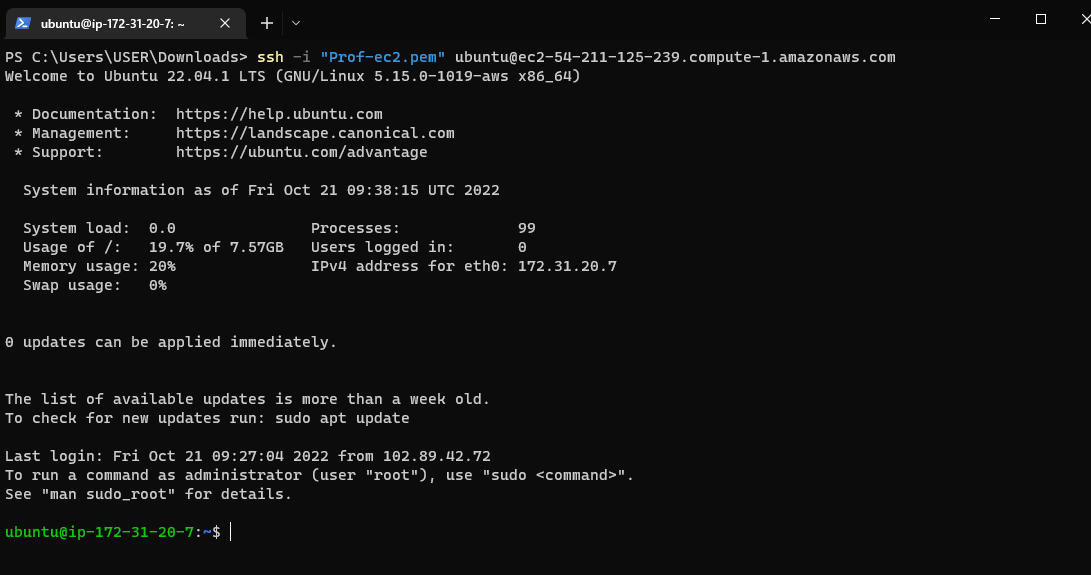 ubuntu@ip-172-31-20-7: ~
PS C:\Users\USER\Downloads> ssh -i "Prof-ec2.pem" ubuntu@ec2-54-211-125-239.compute-1.amazonaws.com
Welcome to Ubuntu 22.04.1 LTS (GNU/Linux 5.15.0-1019-aws x86_64)
* Documentation:  https://help.ubuntu.com
* Management:     https://landscape.canonical.com
* Support:        https://ubuntu.com/advantage
System information as of Fri Oct 21 09:38:15 UTC 2022
System load:  0.0               Processes:             99
Usage of /:   19.7% of 7.57GB   Users logged in:       0
Memory usage: 20%               IPv4 address for eth0: 172.31.20.7
Swap usage:   0%
0 updates can be applied immediately.
The list of available updates is more than a week old.
To check for new updates run: sudo apt update
Last login: Fri Oct 21 09:27:04 2022 from 102.89.42.72
To run a command as administrator (user "root"), use "sudo <command>".
See "man sudo_root" for details.
ubuntu@ip-172-31-20-7:~$